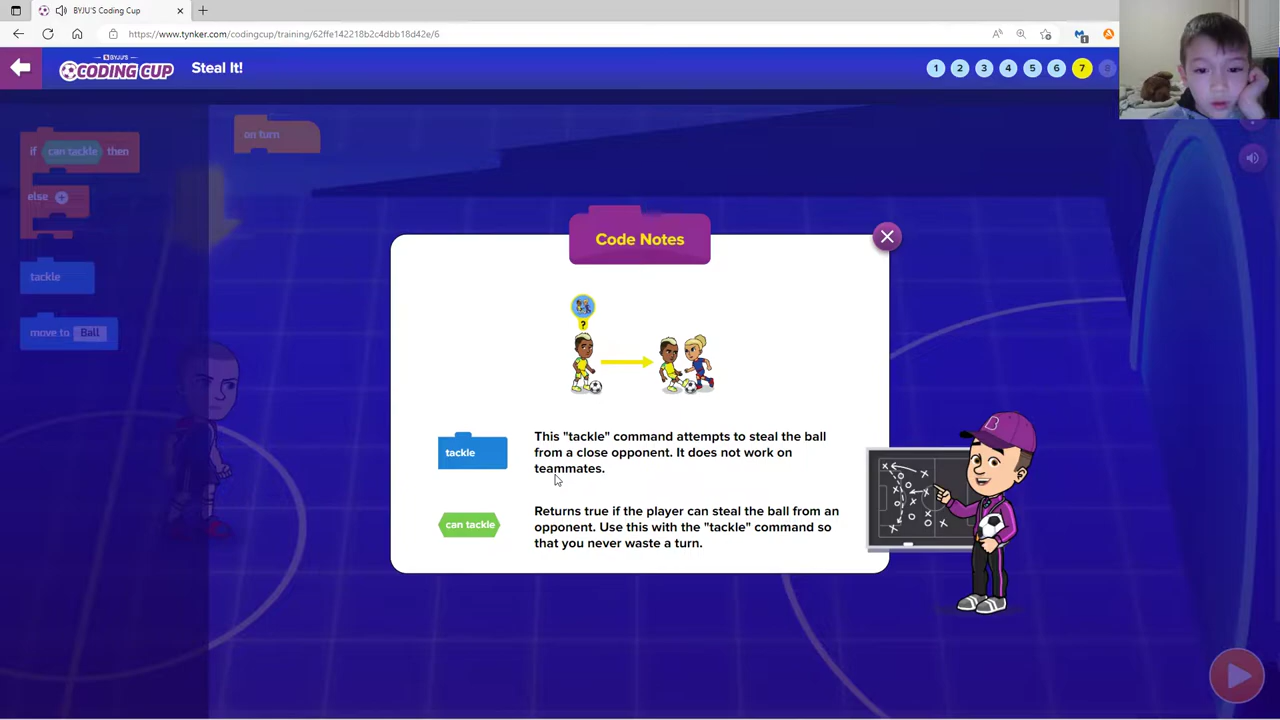 BYJU'S Coding Cup
https://www.tynker.com/codingcup/training/62ffe142218b2c4dbb18d42e/6
BYJU'S
CODING CUP
Steal It!
1 2 3 4 5 6 7 8
if can tackle then
else
tackle
move to Ball
on turn
Code Notes
?
tackle
This "tackle" command attempts to steal the ball
from a close opponent. It does not work on
teammates.
can tackle
Returns true if the player can steal the ball from an
opponent. Use this with the "tackle" command so
that you never waste a turn.
B